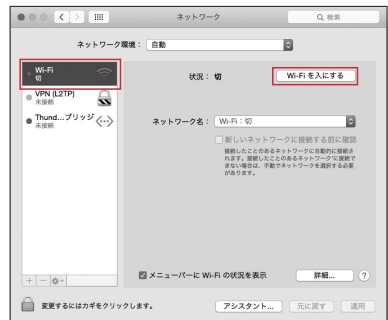 ネットワーク
検索
ネットワーク環境： 自動
Wi-Fi
切
状況： 切
Wi-Fi を入にする
VPN (L2TP)
未接続
Thund…ブリッジ
未接続
ネットワーク名： Wi-Fi：切
新しいネットワークに接続する前に確認
接続したことのあるネットワークに自動的に接続さ
れます。接続したことのあるネットワークに接続で
きない場合は、手動でネットワークを選択する必要
があります。
メニューバーに Wi-Fi の状況を表示
詳細... ?
変更するにはカギをクリックします。
アシスタント... 元に戻す 適用